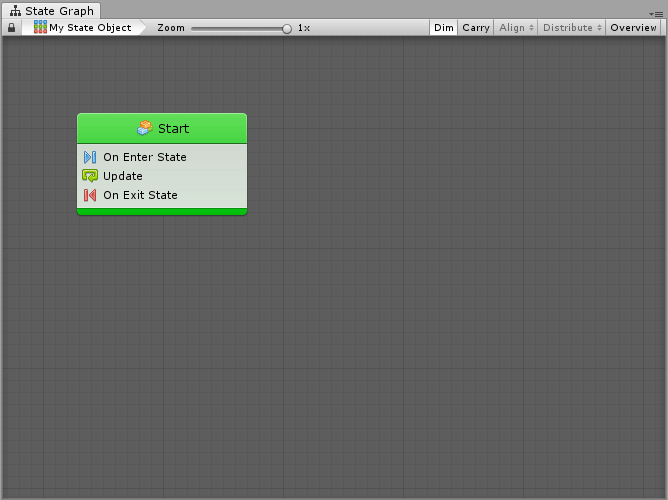 State Graph
My State Object Zoom 1x Dim Carry Align Distribute Overview
Start
On Enter State
Update
On Exit State